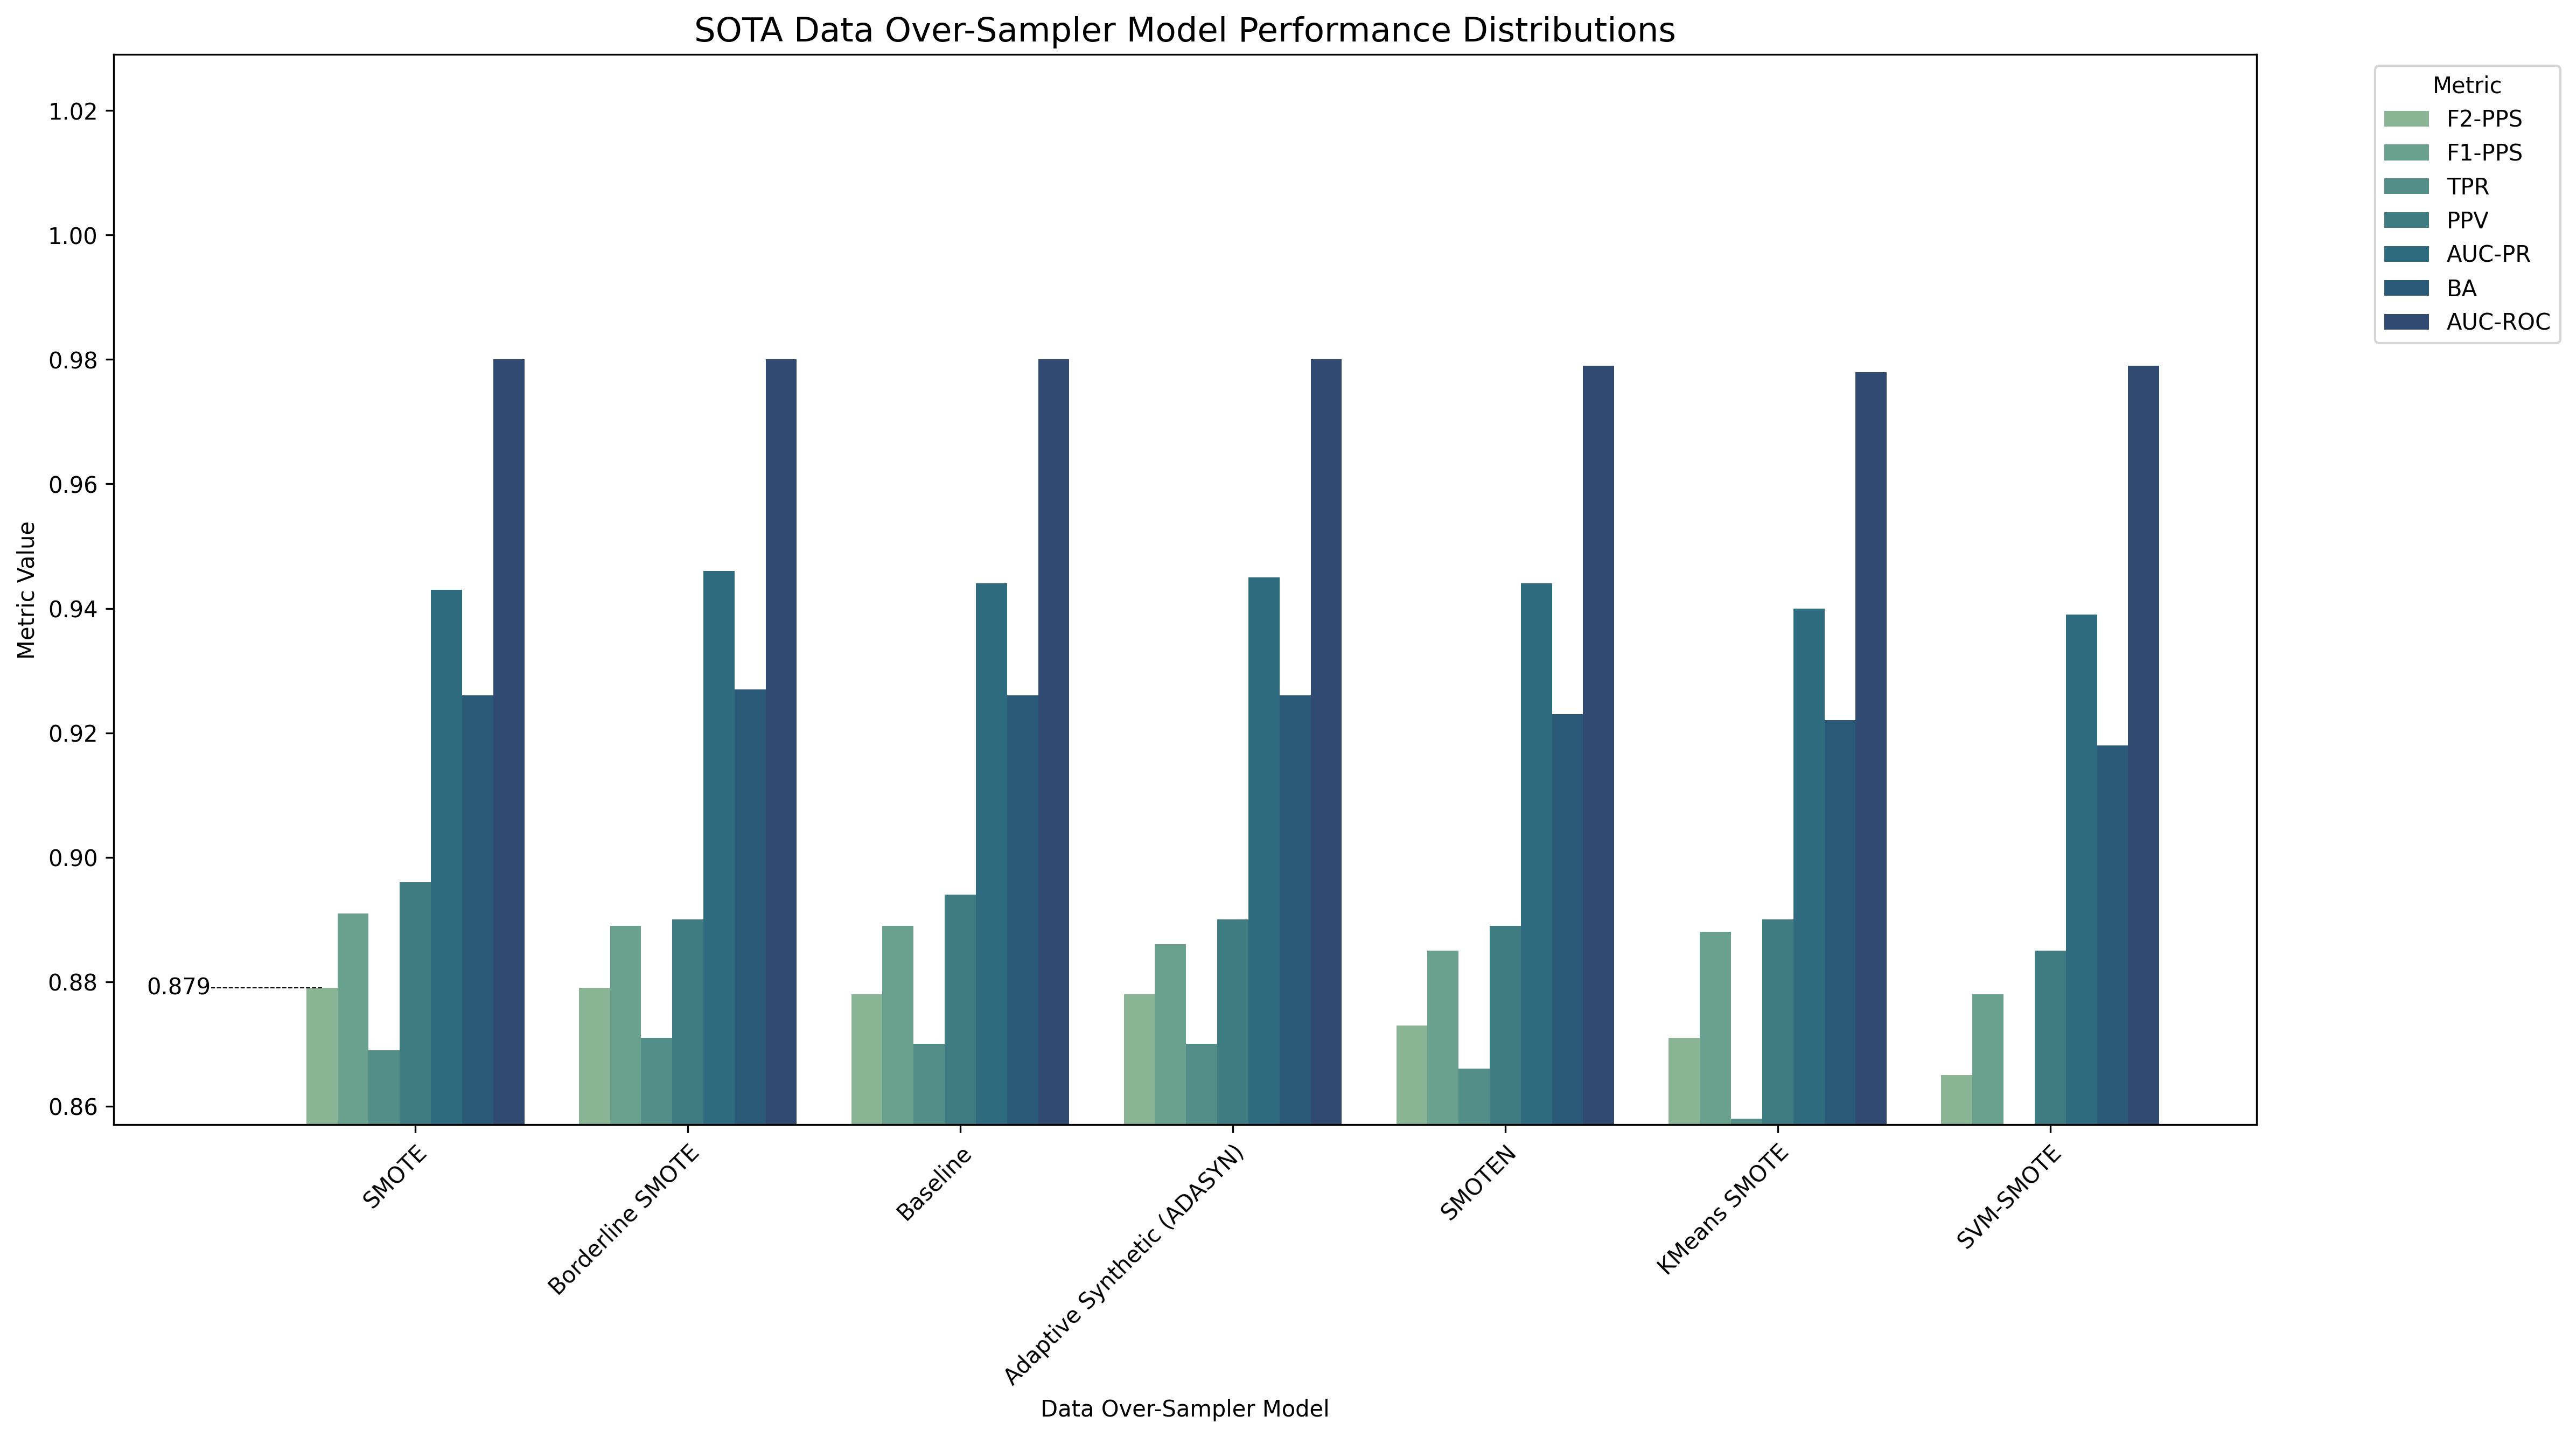 SOTA Data Over-Sampler Model Performance Distributions
Metric
F2-PPS
F1-PPS
TPR
PPV
AUC-PR
BA
AUC-ROC
Metric Value
1.02
1.00
0.98
0.96
0.94
0.92
0.90
0.88
0.86
0.879
SMOTE
Borderline SMOTE
Baseline
Adaptive Synthetic (ADASYN)
SMOTEN
KMeans SMOTE
SVM-SMOTE
Data Over-Sampler Model